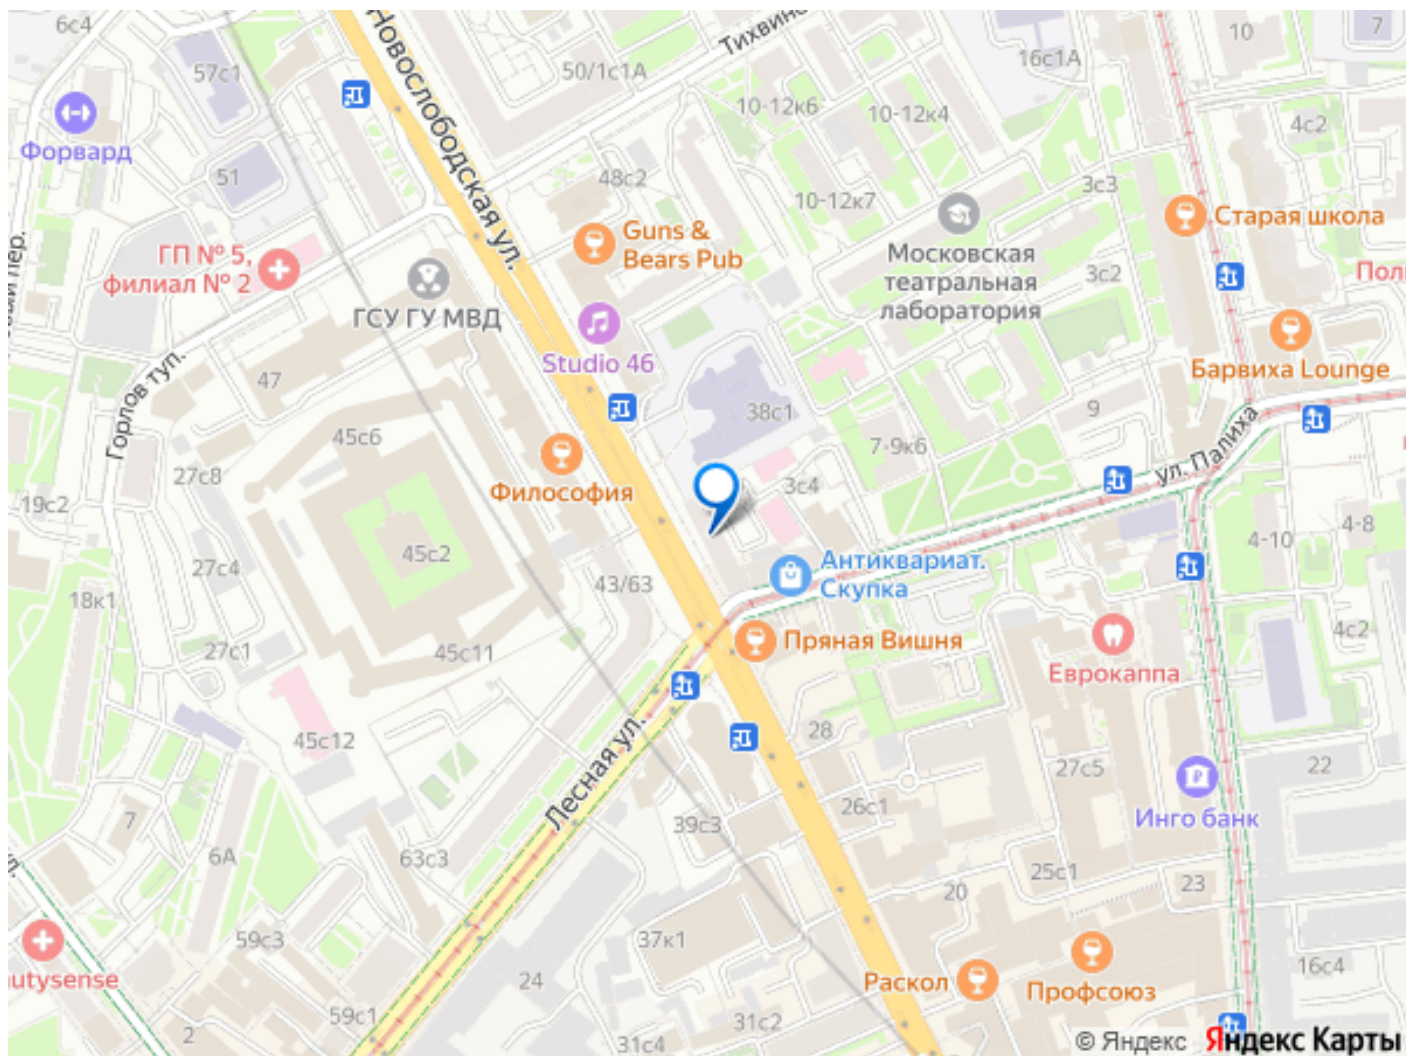 6с4
Новослободская ул.
Тихвинс
10
7
57с1
50/1с1А
16с1А
10-12к6
10-12к4
4с2
Форвард
51
48с2
10-12к7
3с3
Старая школа
ГП № 5,
филиал № 2
Guns &
Bears Pub
Московская
театральная
лаборатория
3с2
Пол
ГСУ ГУ МВД
Studio 46
Барвиха Lounge
Горлов туп.
47
38с1
9
45с6
7-9к6
ул. Палиха
27с8
Философия
3с4
19с2
4-8
4-10
45с2
27с4
Антиквариат.
Скупка
43/63
18к1
4с2
27с1
45с11
Пряная Вишня
Еврокаппа
45с12
Лесная ул.
28
27с5
22
7
39с3
26с1
Инго банк
6А
63с3
25с1
20
23
59с3
37к1
utysense
24
Раскол
Профсоюз
16с4
59с1
2
31с2
31с4
© Яндекс Яндекс Карты